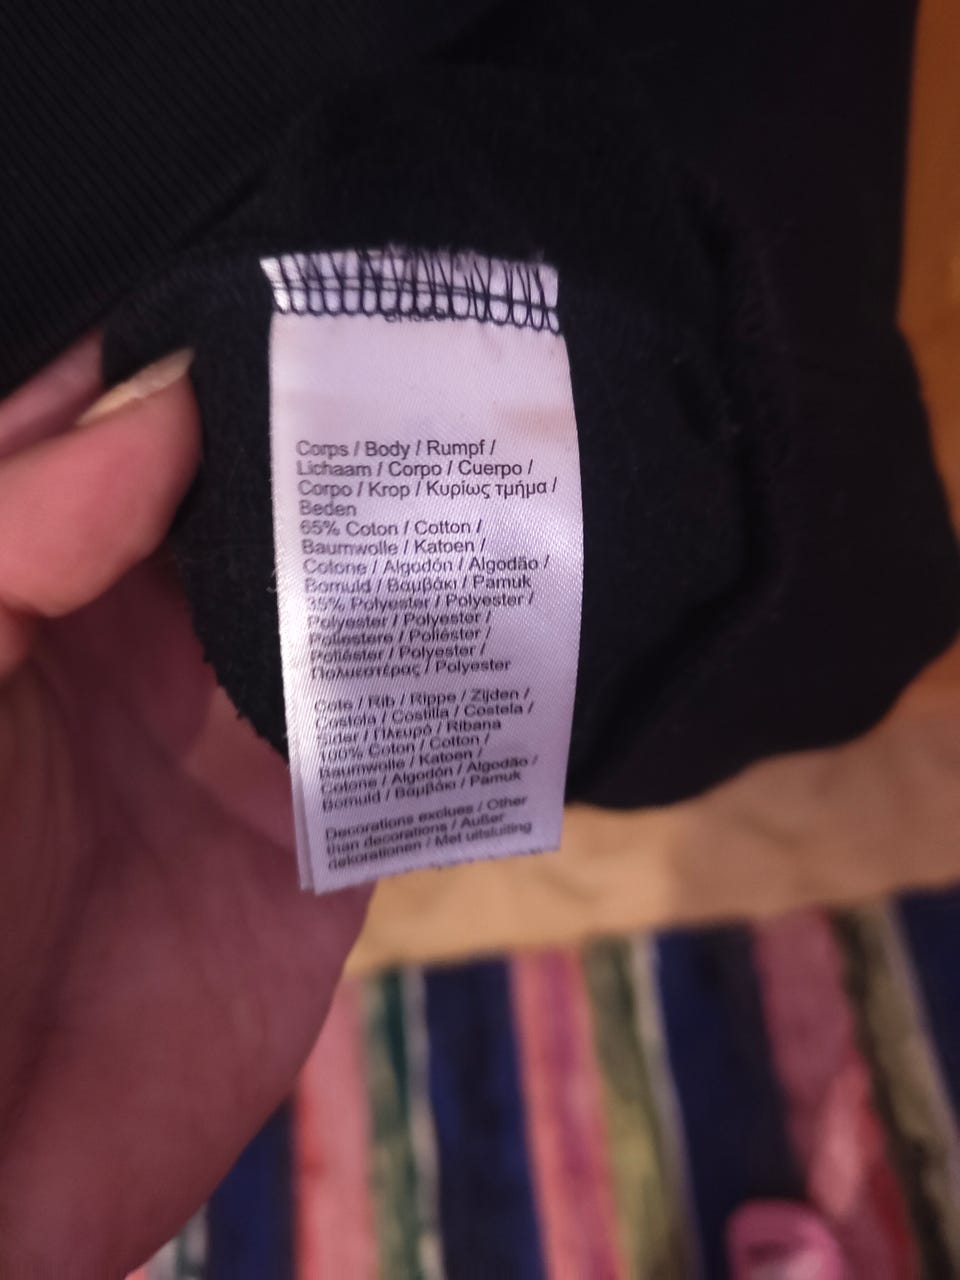 Corps / Body / Rumpf /
Lichaam / Corpo / Cuerpo /
Corpo / Krop / Κυρίως τμήμα /
Beden
65% Coton / Cotton /
Baumwolle / Katoen /
Cotone / Algodón / Algodão /
Bomuld / Βαμβάκι / Pamuk
35% Polyester / Polyester /
Polyester / Polyester /
Poliestere / Poliéster /
Poliéster / Polyester /
Πολυεστέρας / Polyester
Cote / Rib / Rippe / Zijden /
Costola / Costilla / Costela /
/ Πλευρό / Ribana
100% Coton / Cotton /
Baumwolle / Katoen /
Cotone / Algodón / Algodão /
Bomuld / Βαμβάκι / Pamuk
Decorations exclues / Other
than decorations / Außer
dekorationen / Met uitsluiting